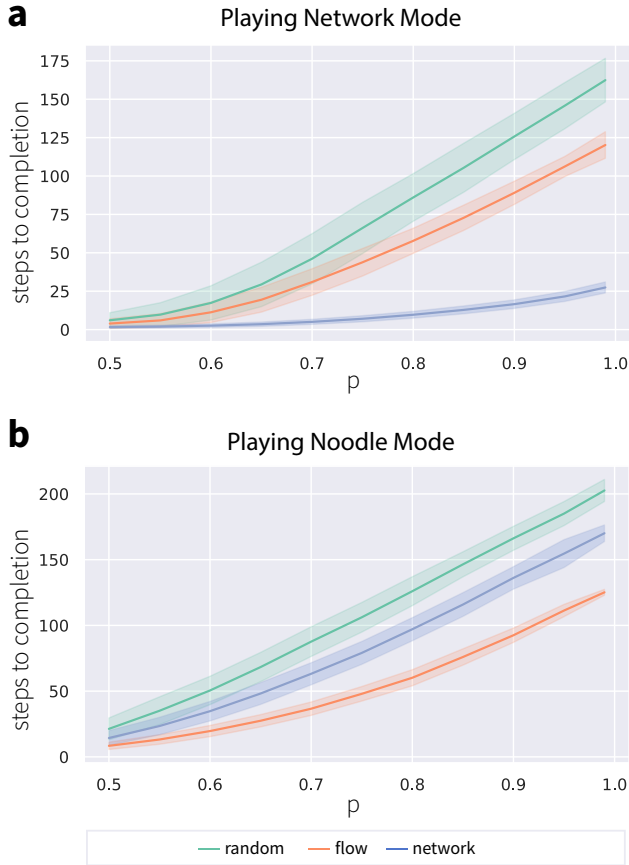 a
Playing Network Mode
175
150
125
100
75
50
25
0
steps to completion
0.5 0.6 0.7 0.8 0.9 1.0
p
b
Playing Noodle Mode
200
150
100
50
0
steps to completion
0.5 0.6 0.7 0.8 0.9 1.0
p
random flow network